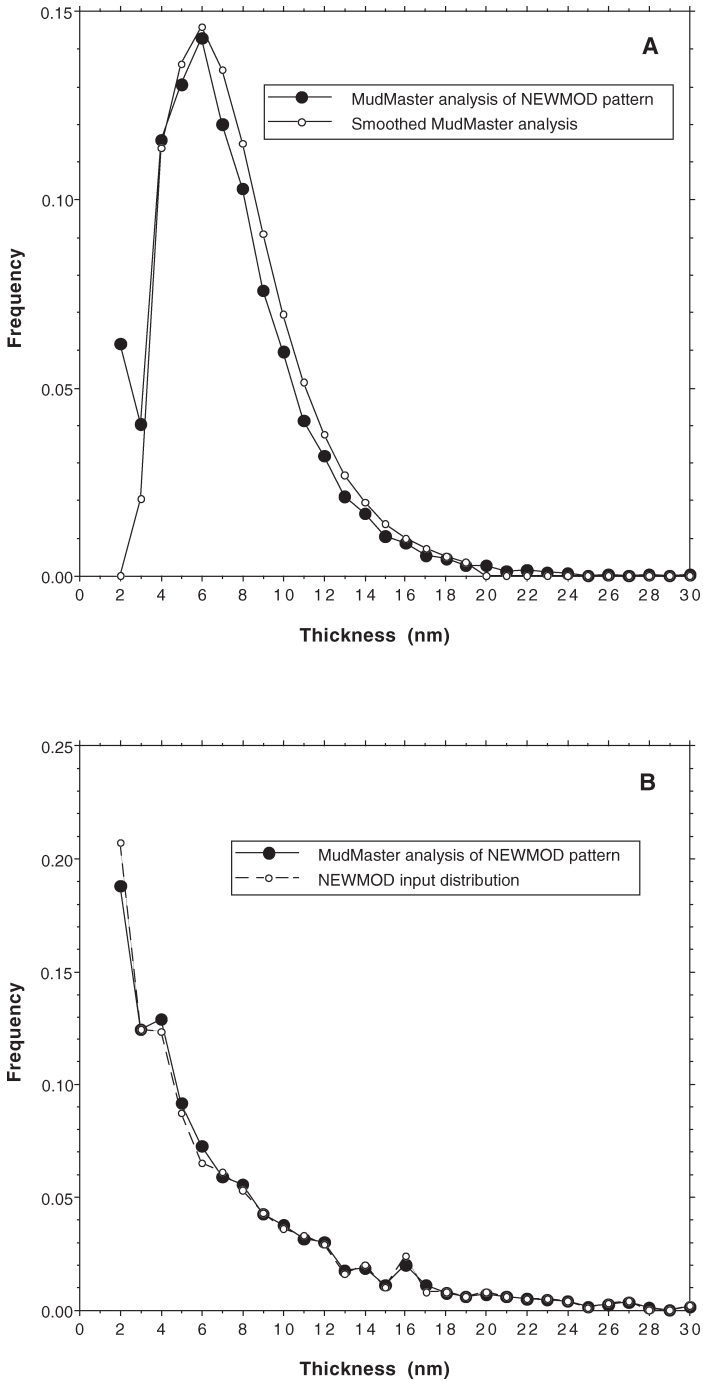 0.15
A
MudMaster analysis of NEWMOD pattern
Smoothed MudMaster analysis
0.10
Frequency
0.05
0.00
0 2 4 6 8 10 12 14 16 18 20 22 24 26 28 30
Thickness (nm)
0.25
B
MudMaster analysis of NEWMOD pattern
NEWMOD input distribution
0.20
0.15
Frequency
0.10
0.05
0.00
0 2 4 6 8 10 12 14 16 18 20 22 24 26 28 30
Thickness (nm)